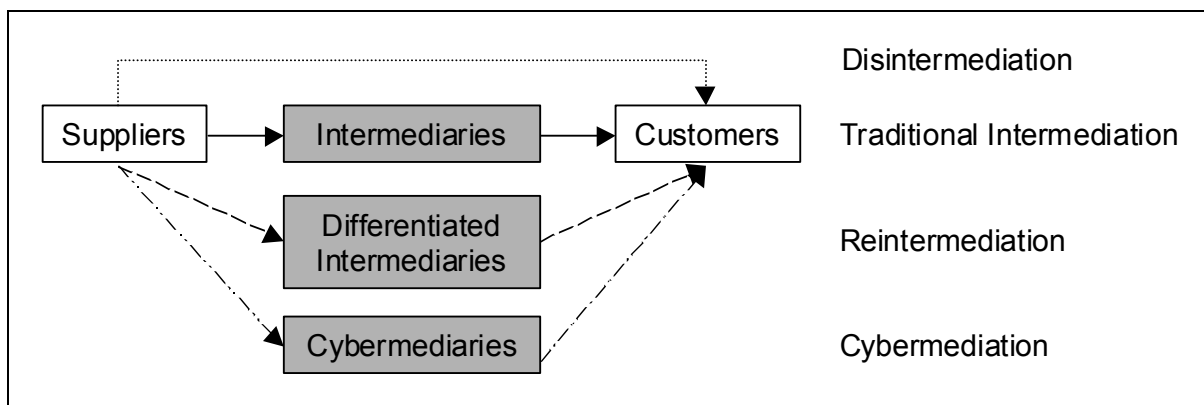 Disintermediation
Suppliers
Intermediaries
Customers
Traditional Intermediation
Differentiated
Intermediaries
Reintermediation
Cybermediaries
Cybermediation